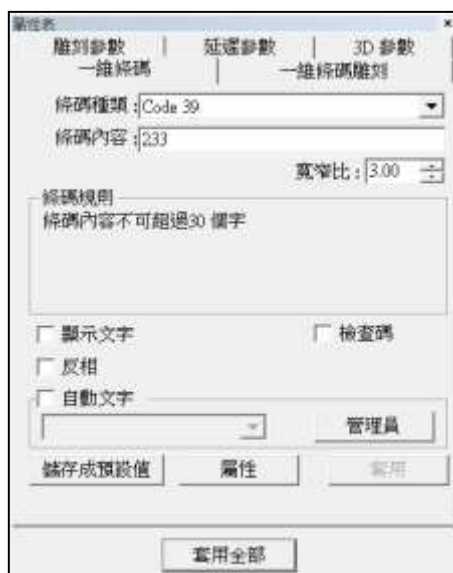 屬性表
雕刻參數 延遲參數 3D 參數
一維條碼 一維條碼雕刻
條碼種類 : Code 39
條碼內容 : 233
寬窄比 : 3.00
條碼規則
條碼內容不可超過30 個字
顯示文字 檢查碼
反相
自動文字
管理員
儲存成預設值 屬性 套用
套用全部